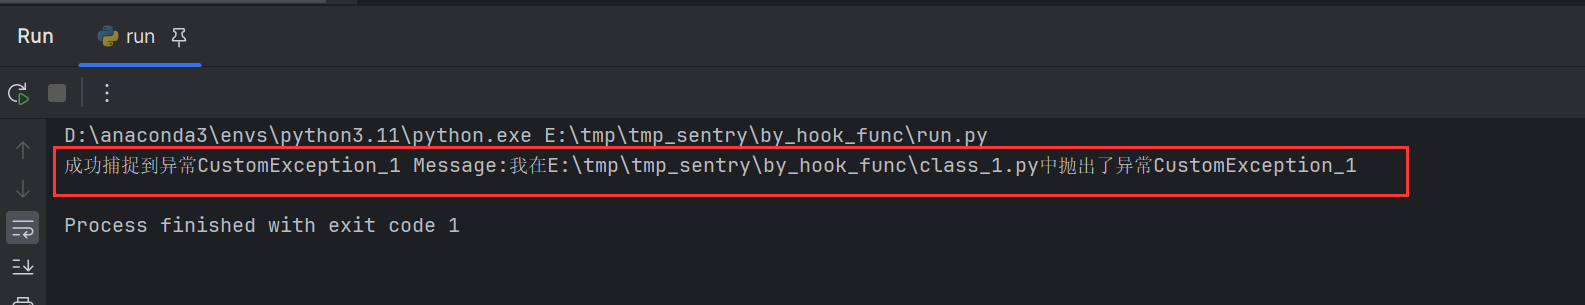 Run run
D:\anaconda3\envs\python3.11\python.exe E:\tmp\tmp_sentry\by_hook_func\run.py
成功捕捉到异常CustomException_1 Message:我在E:\tmp\tmp_sentry\by_hook_func\class_1.py中抛出了异常CustomException_1
Process finished with exit code 1